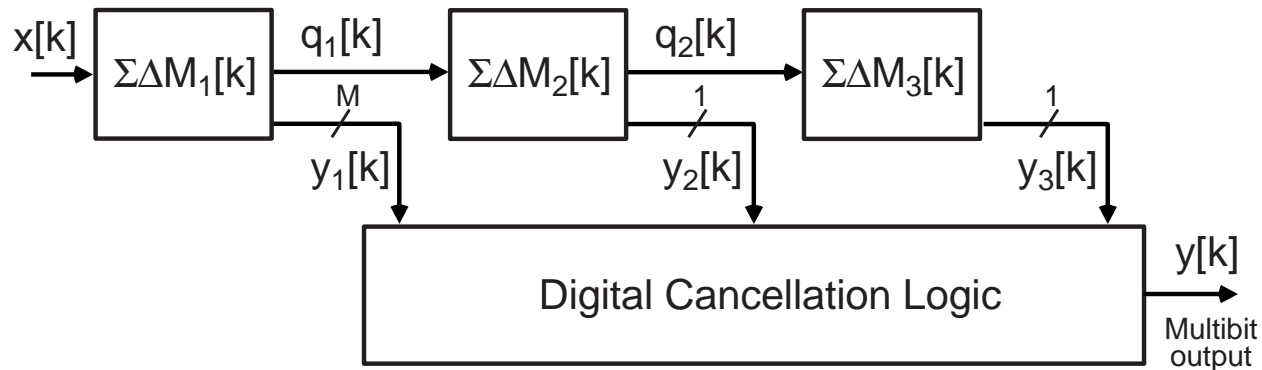 x[k]
ΣΔM₁[k]
q₁[k]
ΣΔM₂[k]
q₂[k]
ΣΔM₃[k]
M
1
1
y₁[k]
y₂[k]
y₃[k]
Digital Cancellation Logic
y[k]
Multibit
output